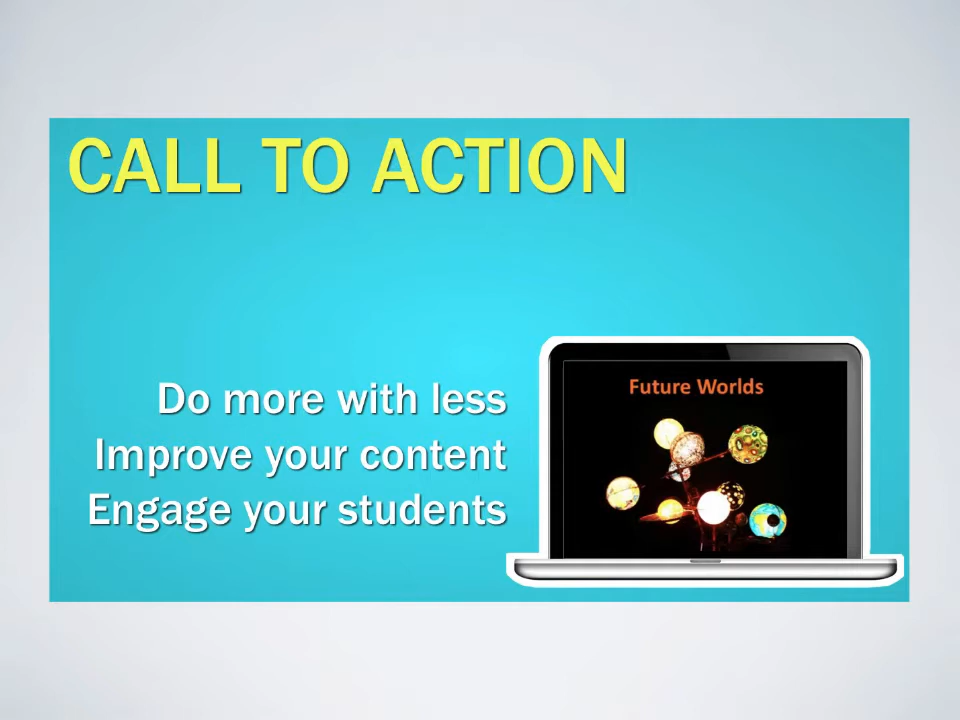 CALL TO ACTION
Do more with less
Improve your content
Engage your students
Future Worlds